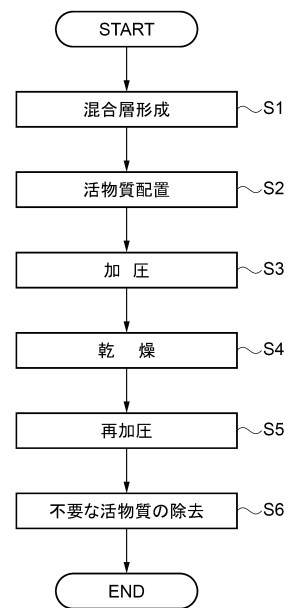 START
混合層形成 S1
活物質配置 S2
加 圧 S3
乾 燥 S4
再加圧 S5
不要な活物質の除去 S6
END